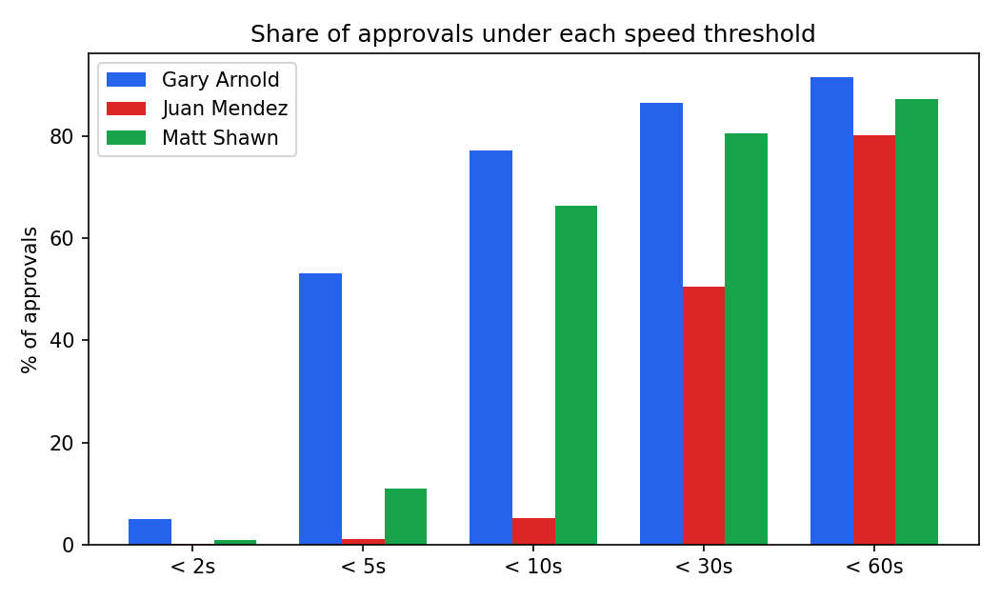 Share of approvals under each speed threshold
Gary Arnold
Juan Mendez
Matt Shawn
% of approvals
80
60
40
20
0
< 2s
< 5s
< 10s
< 30s
< 60s